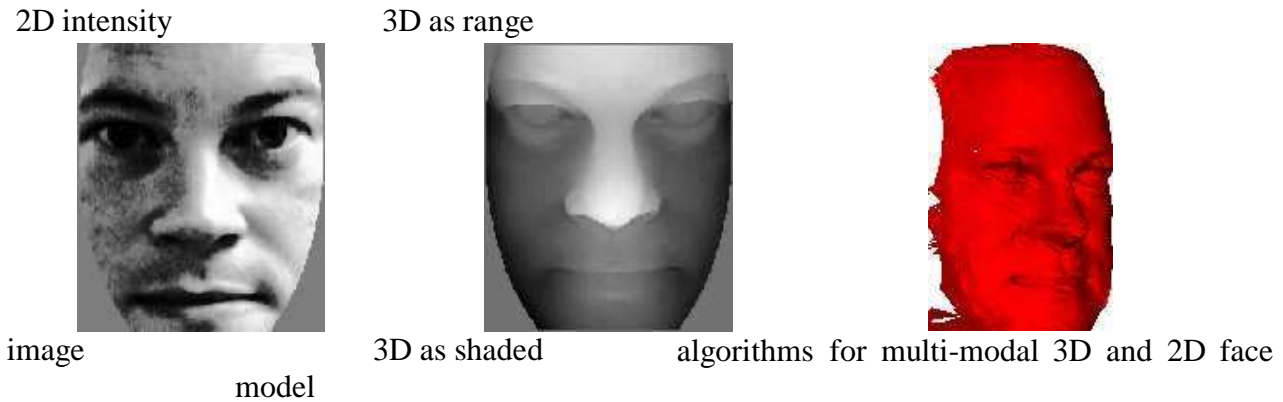 2D intensity 3D as range
image 3D as shaded algorithms for multi-modal 3D and 2D face
model